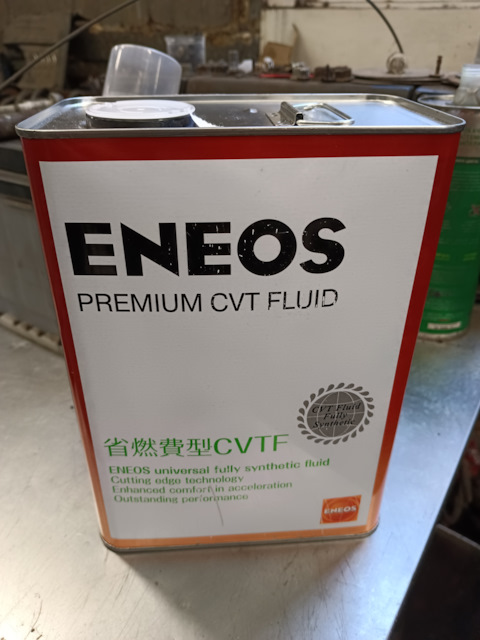 ENEOS
PREMIUM CVT FLUID
CVT Fluid
Fully
Synthetic
省燃費型CVTF
ENEOS universal fully synthetic fluid
Cutting edge technology
Enhanced comfort in acceleration
Outstanding performance
ENEOS